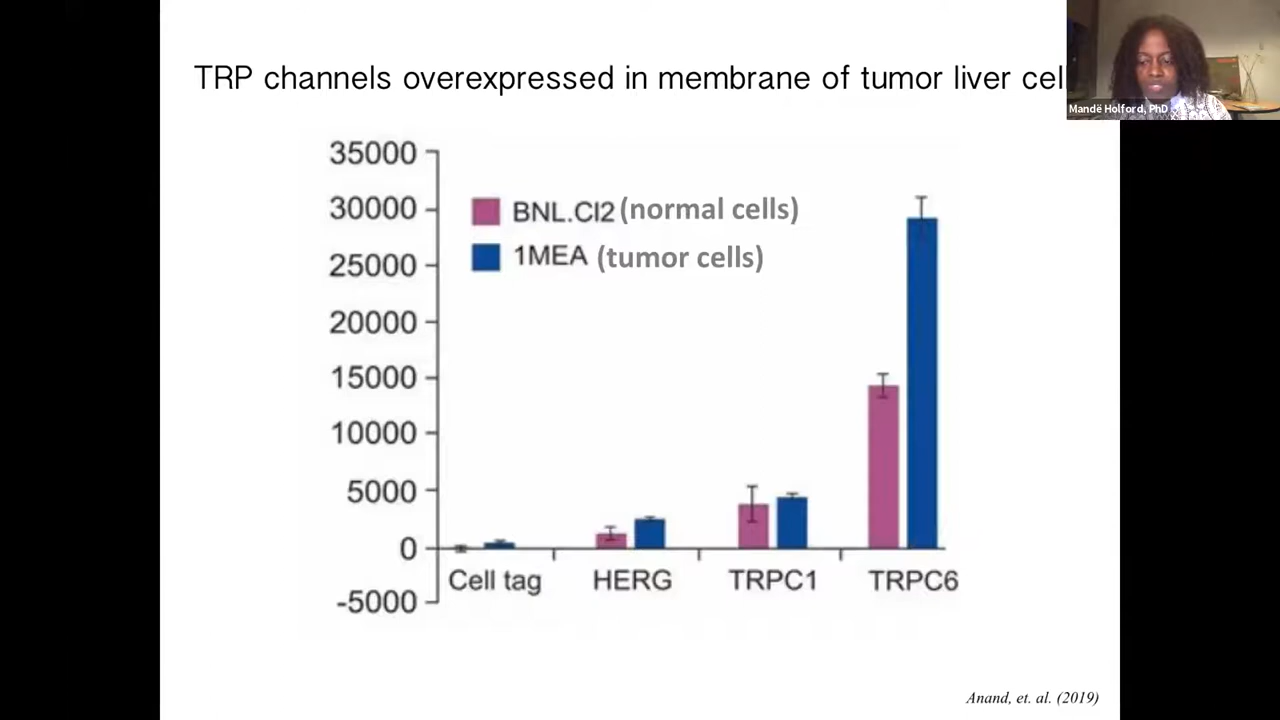 TRP channels overexpressed in membrane of tumor liver cel
Mandë Holford, PhD
35000
30000
25000
20000
15000
10000
5000
0
-5000
BNL.Cl2 (normal cells)
1MEA (tumor cells)
Cell tag HERG TRPC1 TRPC6
Anand, et. al. (2019)